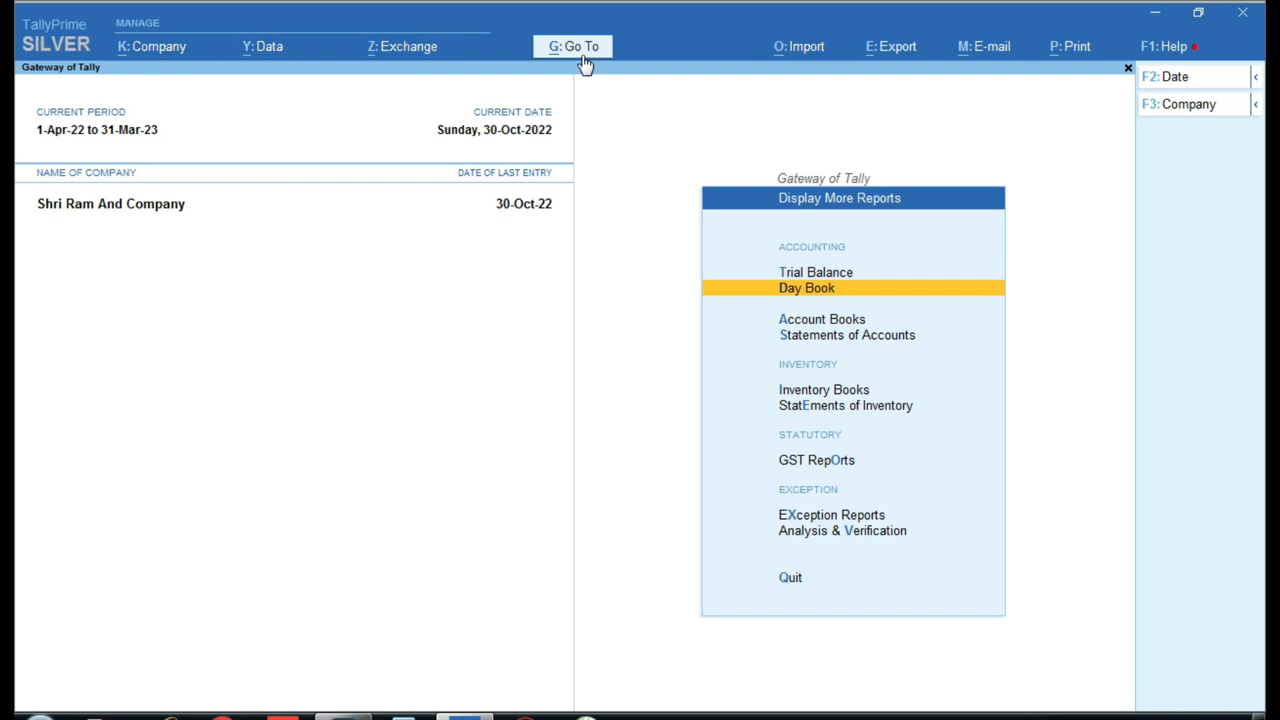 TallyPrime
SILVER
MANAGE
K: Company Y: Data Z: Exchange G: Go To O: Import E: Export M: E-mail P: Print F1: Help
Gateway of Tally
F2: Date
F3: Company
CURRENT PERIOD CURRENT DATE
1-Apr-22 to 31-Mar-23 Sunday, 30-Oct-2022
NAME OF COMPANY DATE OF LAST ENTRY
Shri Ram And Company 30-Oct-22
Gateway of Tally
Display More Reports
ACCOUNTING
Trial Balance
Day Book
Account Books
Statements of Accounts
INVENTORY
Inventory Books
StatEments of Inventory
STATUTORY
GST RepOrts
EXCEPTION
EXception Reports
Analysis & Verification
Quit